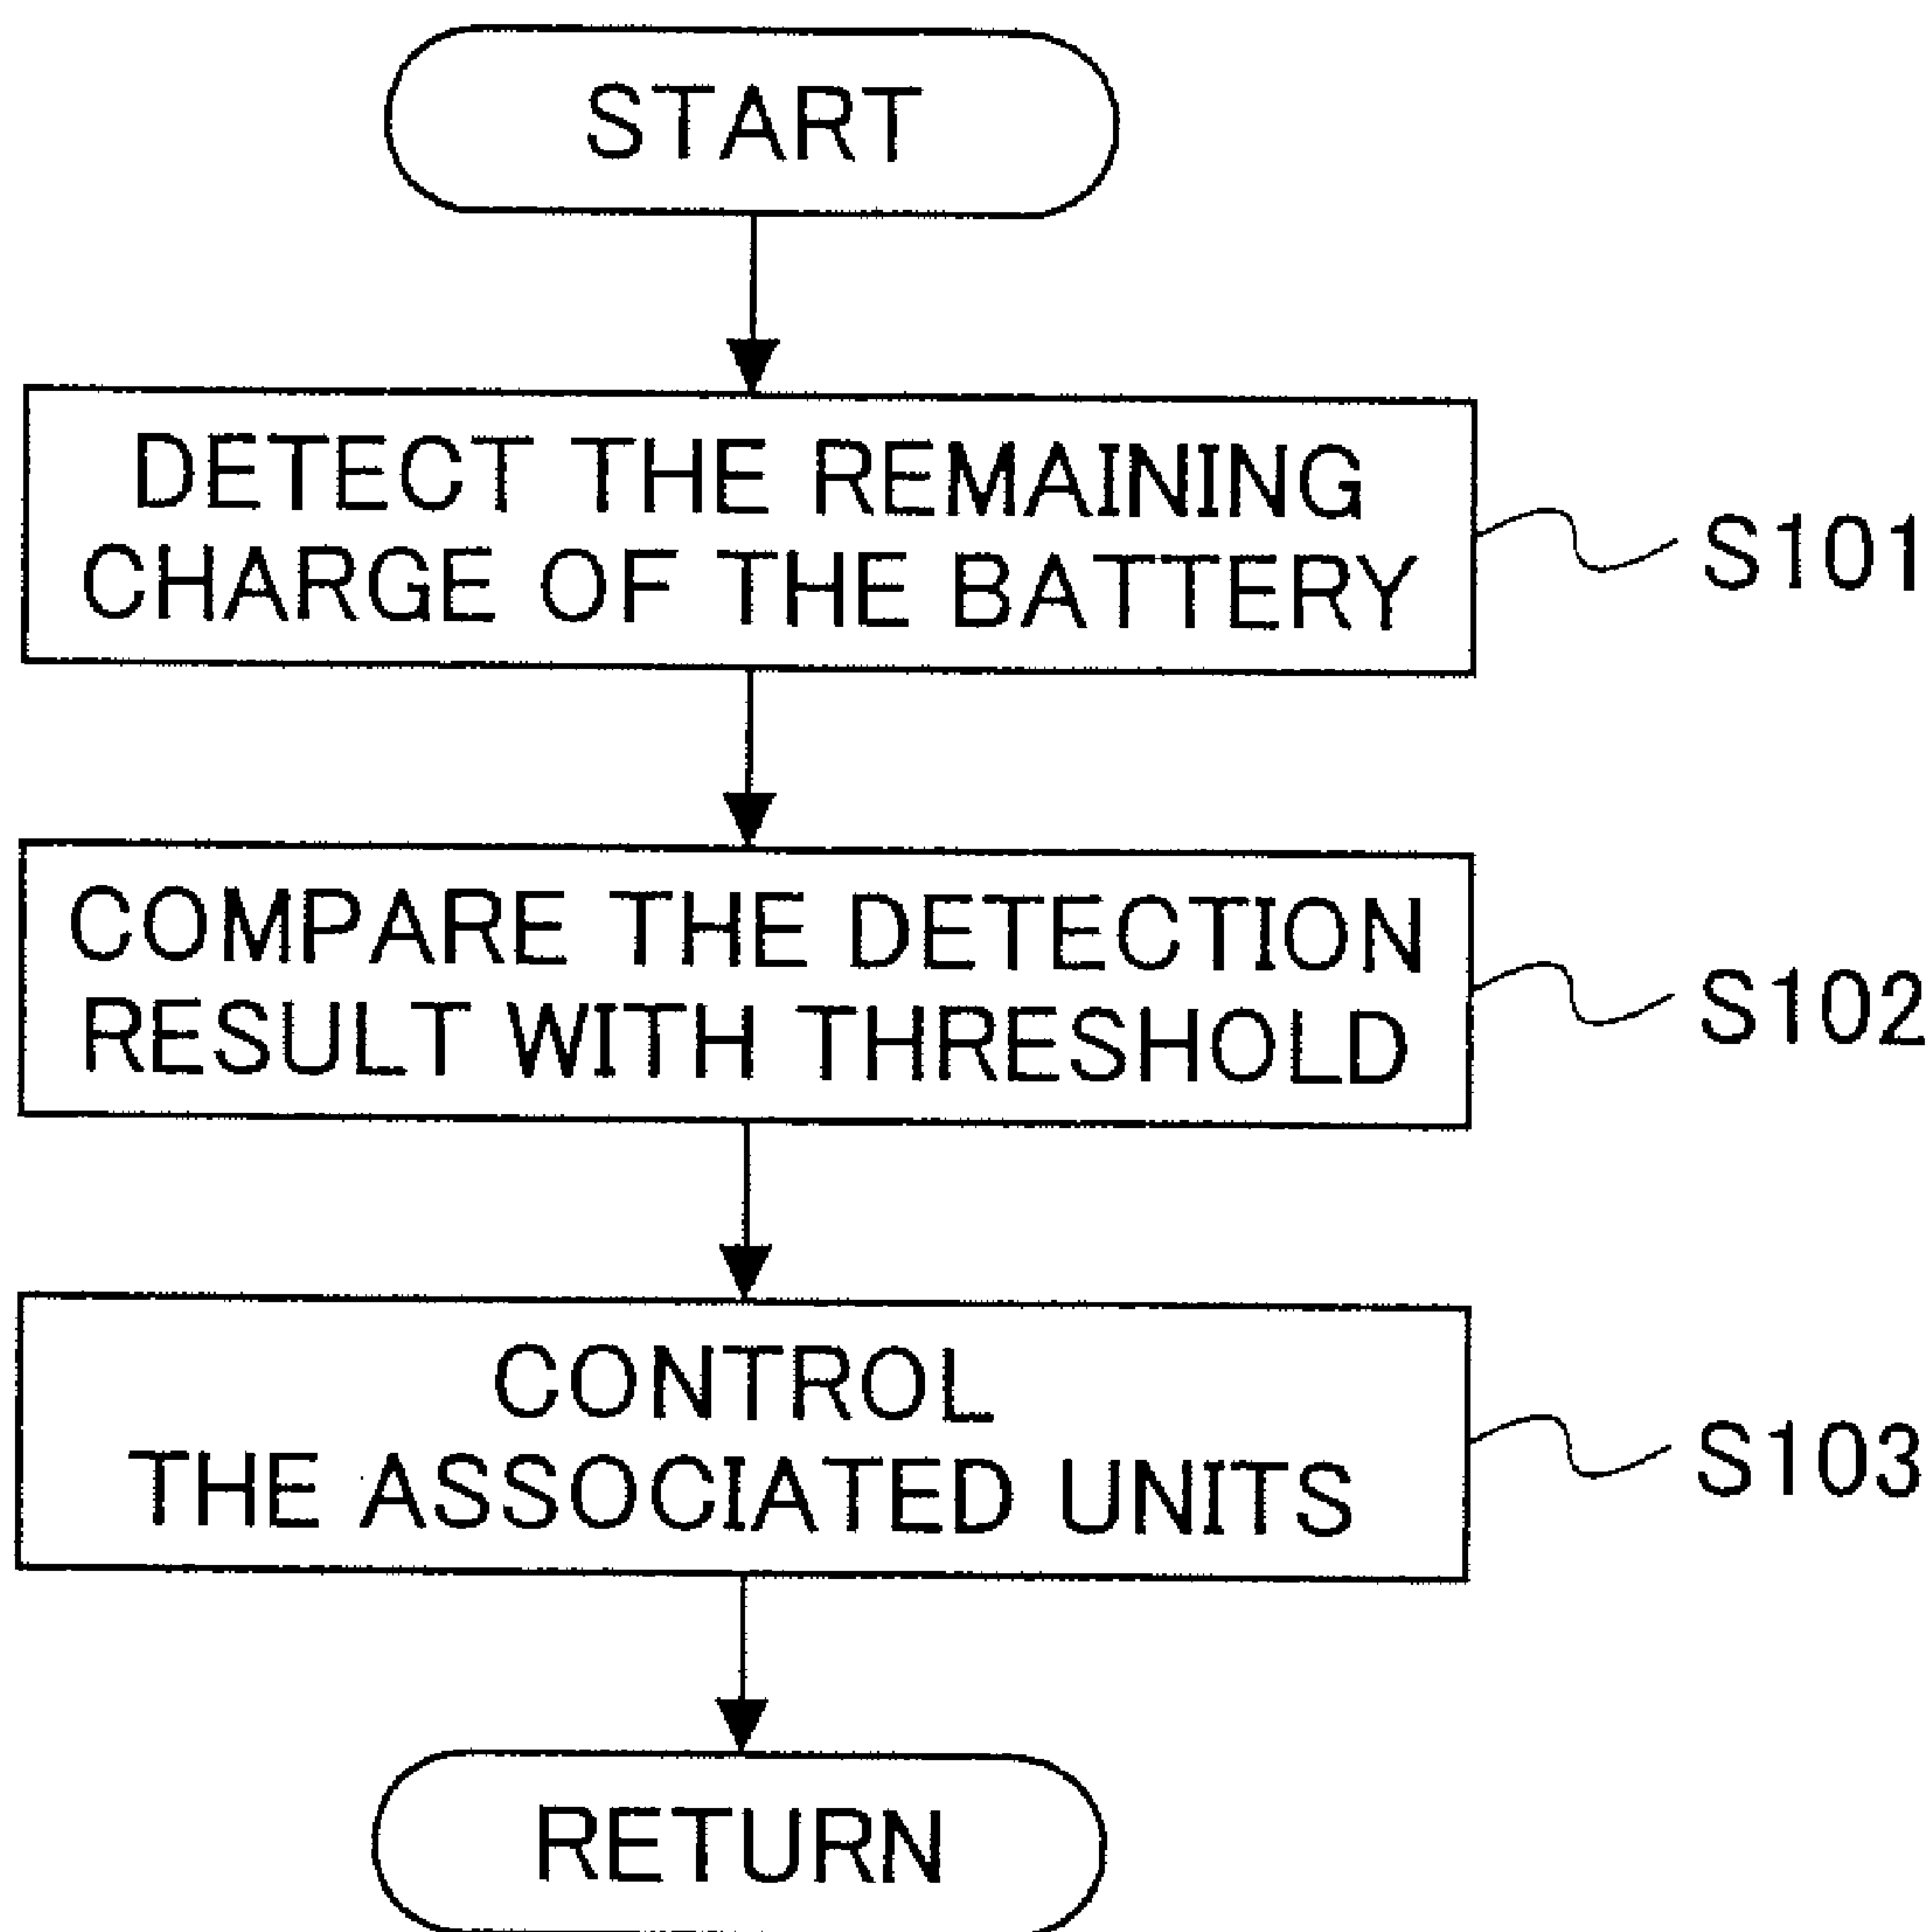 START
DETECT THE REMAINING
CHARGE OF THE BATTERY
S101
COMPARE THE DETECTION
RESULT WITH THRESHOLD
S102
CONTROL
THE ASSOCIATED UNITS
S103
RETURN